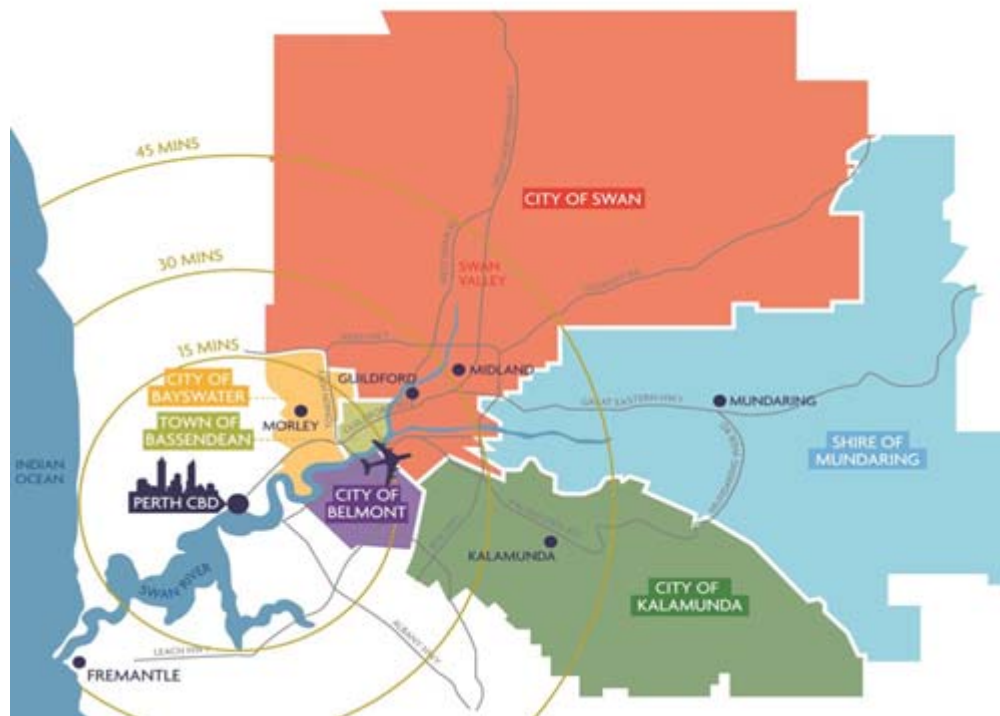 45 MINS
30 MINS
15 MINS
CITY OF SWAN
SWAN
VALLEY
CITY OF
BAYSWATER
TOWN OF
BASSENDEAN
GUILDFORD
MIDLAND
MORLEY
GREAT EASTERN HWY
MUNDARING
SHIRE OF
MUNDARING
INDIAN
OCEAN
PERTH CBD
CITY OF
BELMONT
KALAMUNDA
CITY OF
KALAMUNDA
SWAN RIVER
LEACH HWY
ALBANY HWY
FREMANTLE